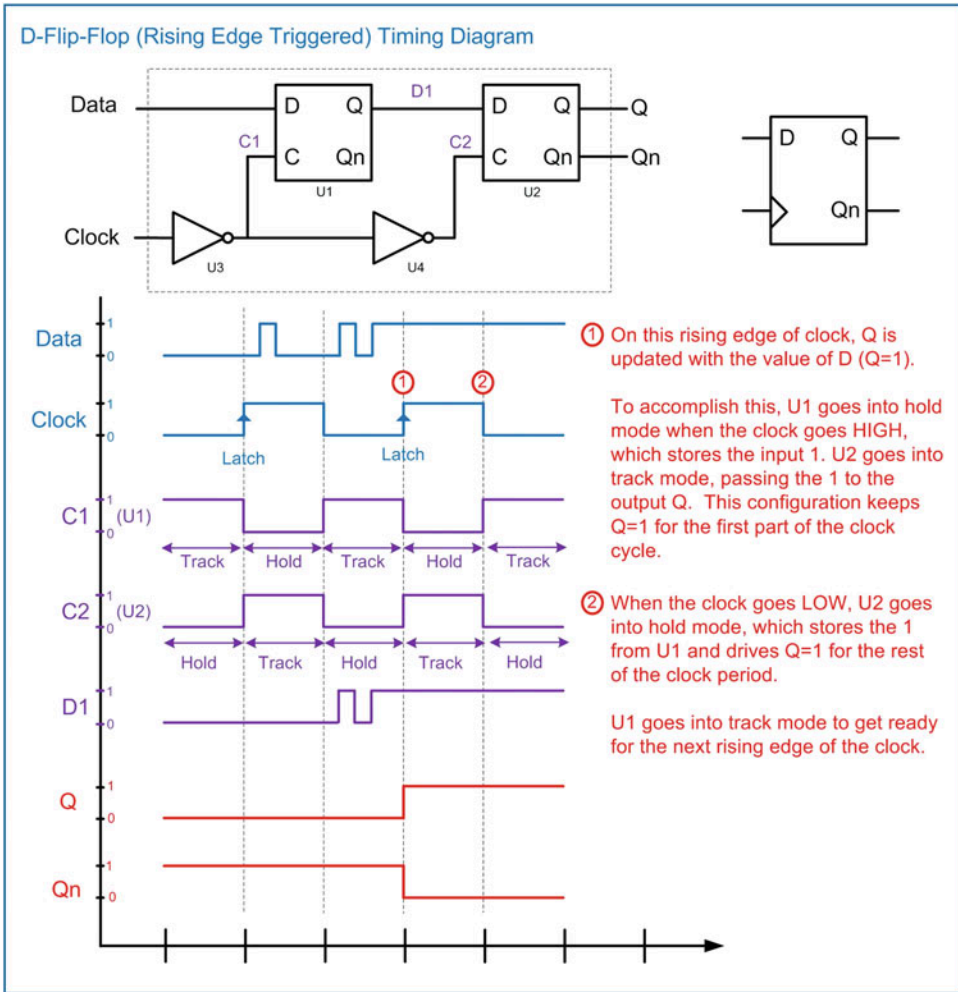 D-Flip-Flop (Rising Edge Triggered) Timing Diagram
Data
D Q
C1
C Qn
U1
D1
C2
D Q
C Qn
U2
Q
Qn
Clock
U3
U4
D Q
Qn
Data
1
0
1 2
Clock
1
0
Latch Latch
C1 (U1)
1
0
Track Hold Track Hold Track
C2 (U2)
1
0
Hold Track Hold Track Hold
D1
1
0
Q
1
0
Qn
1
0
1 On this rising edge of clock, Q is
updated with the value of D (Q=1).
To accomplish this, U1 goes into hold
mode when the clock goes HIGH,
which stores the input 1. U2 goes into
track mode, passing the 1 to the
output Q. This configuration keeps
Q=1 for the first part of the clock
cycle.
2 When the clock goes LOW, U2 goes
into hold mode, which stores the 1
from U1 and drives Q=1 for the rest
of the clock period.
U1 goes into track mode to get ready
for the next rising edge of the clock.